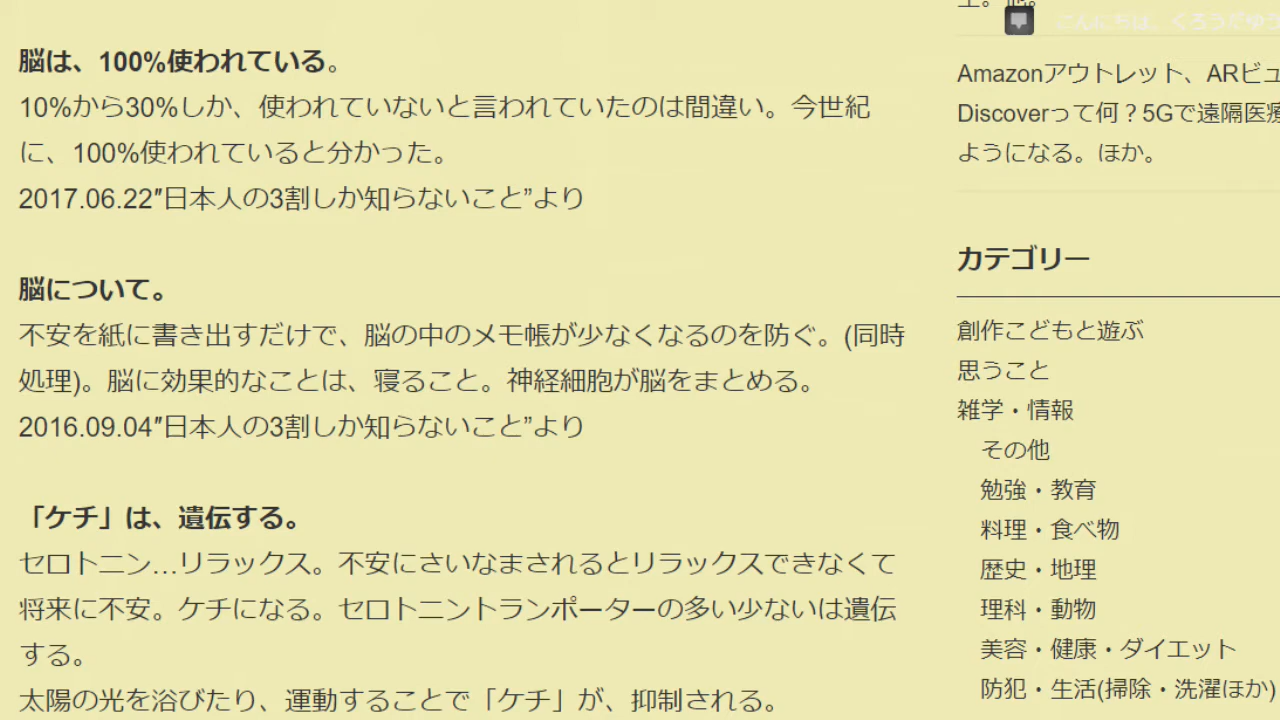 脳は、100%使われている。
10%から30%しか、使われていないと言われていたのは間違い。今世紀
に、100%使われていると分かった。
2017.06.22″日本人の3割しか知らないこと”より
脳について。
不安を紙に書き出すだけで、脳の中のメモ帳が少なくなるのを防ぐ。(同時
処理)。脳に効果的なことは、寝ること。神経細胞が脳をまとめる。
2016.09.04″日本人の3割しか知らないこと”より
「ケチ」は、遺伝する。
セロトニン…リラックス。不安にさいなまされるとリラックスできなくて
将来に不安。ケチになる。セロトニントランポーターの多い少ないは遺伝
する。
太陽の光を浴びたり、運動することで「ケチ」が、抑制される。
こんにちは、くろうだゆう
Amazonアウトレット、ARビュ
Discoverって何？5Gで遠隔医療
ようになる。ほか。
カテゴリー
創作こどもと遊ぶ
思うこと
雑学・情報
その他
勉強・教育
料理・食べ物
歴史・地理
理科・動物
美容・健康・ダイエット
防犯・生活(掃除・洗濯ほか)